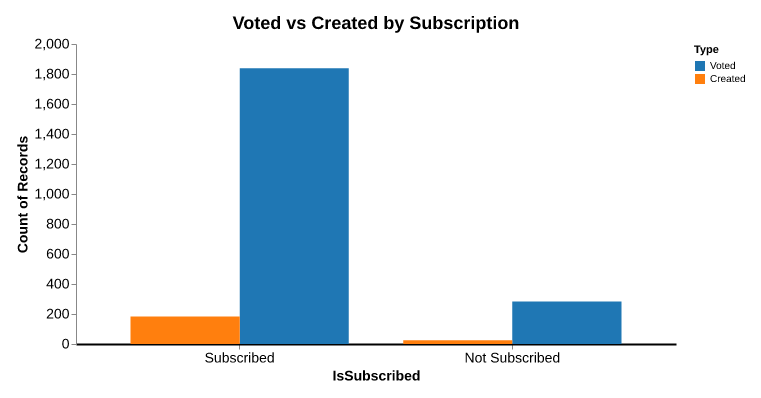 Voted vs Created by Subscription
Type
Voted
Created
Count of Records
2,000
1,800
1,600
1,400
1,200
1,000
800
600
400
200
0
Subscribed
Not Subscribed
IsSubscribed